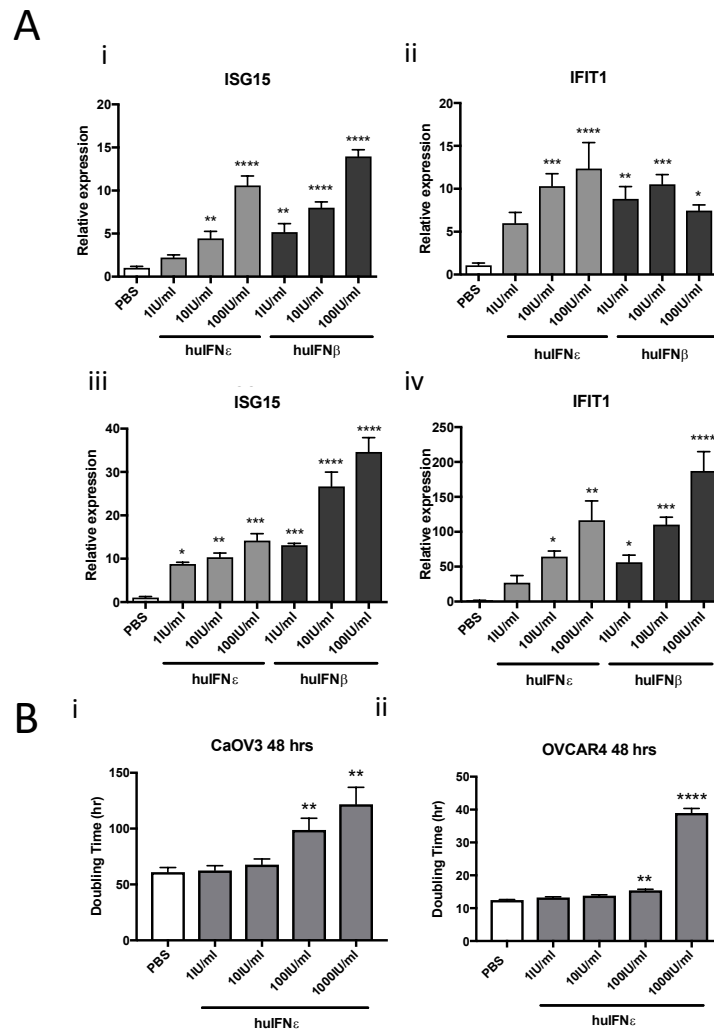 A
i
ISG15
Relative expression
20
15
10
5
0
**
****
**
****
****
PBS
1IU/ml
10IU/ml
100IU/ml
1IU/ml
10IU/ml
100IU/ml
huIFNε
huIFNβ
ii
IFIT1
Relative expression
20
15
10
5
0
***
****
**
***
*
PBS
1IU/ml
10IU/ml
100IU/ml
1IU/ml
10IU/ml
100IU/ml
huIFNε
huIFNβ
iii
ISG15
Relative expression
40
30
20
10
0
*
**
***
***
****
****
PBS
1IU/ml
10IU/ml
100IU/ml
1IU/ml
10IU/ml
100IU/ml
huIFNε
huIFNβ
iv
IFIT1
Relative expression
250
200
150
100
50
0
*
**
*
***
****
PBS
1IU/ml
10IU/ml
100IU/ml
1IU/ml
10IU/ml
100IU/ml
huIFNε
huIFNβ
B
i
CaOV3 48 hrs
Doubling Time (hr)
150
100
50
0
**
**
PBS
1IU/ml
10IU/ml
100IU/ml
1000IU/ml
huIFNε
ii
OVCAR4 48 hrs
Doubling Time (hr)
50
40
30
20
10
0
**
****
PBS
1IU/ml
10IU/ml
100IU/ml
1000IU/ml
huIFNε